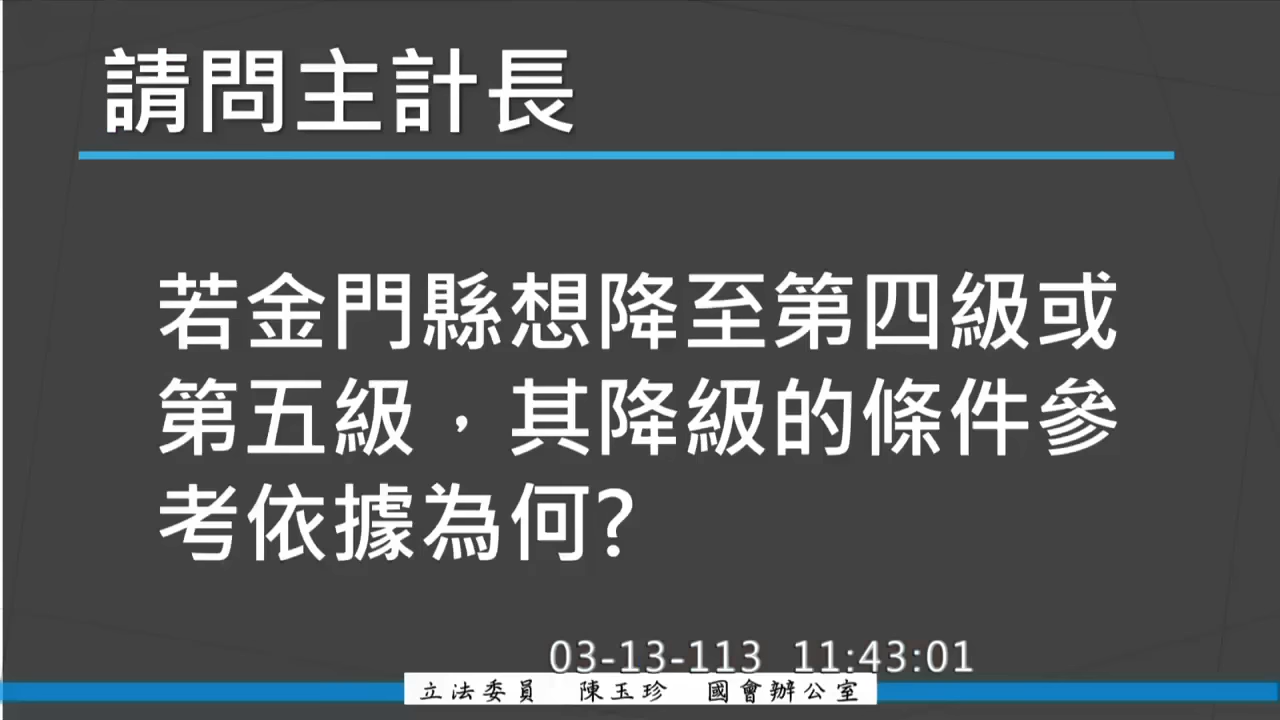 請問主計長
若金門縣想降至第四級或
第五級，其降級的條件參
考依據為何?
03-13-113 11:43:01
立法委員 陳玉珍 國會辦公室